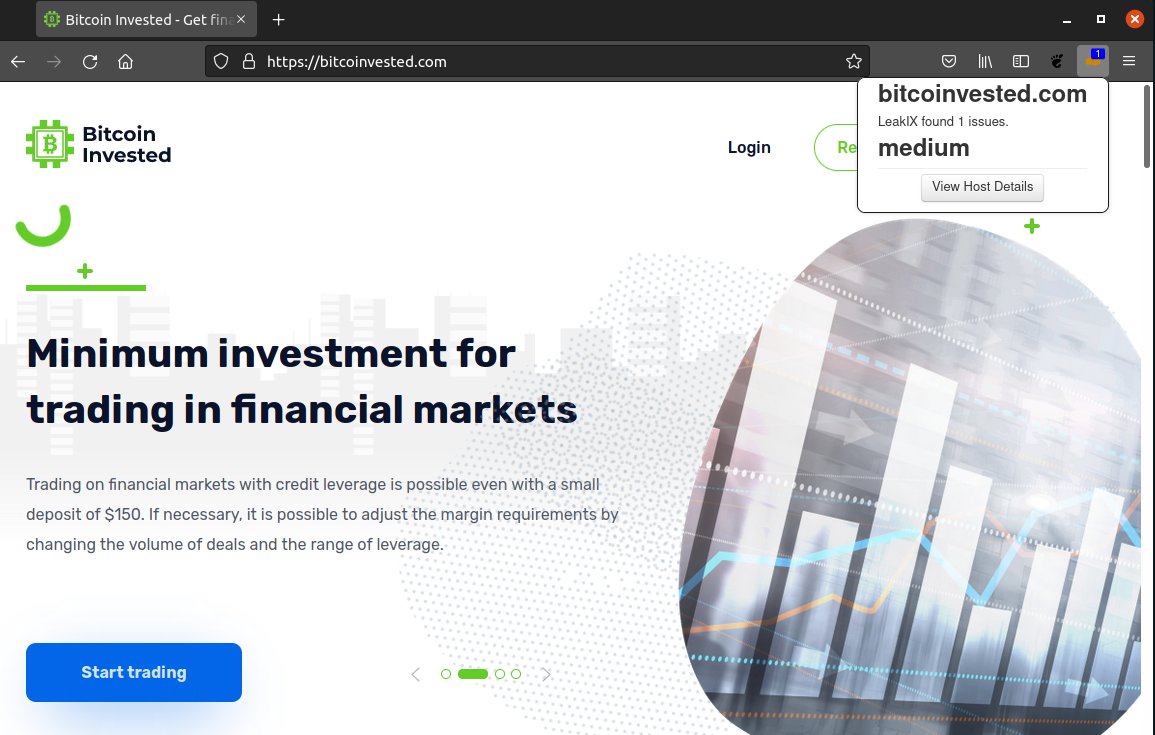 Bitcoin Invested - Get fina
1
https://bitcoinvested.com
bitcoinvested.com
LeakIX found 1 issues.
medium
View Host Details
Bitcoin
Invested
Login
Re
Minimum investment for
trading in financial markets
Trading on financial markets with credit leverage is possible even with a small
deposit of $150. If necessary, it is possible to adjust the margin requirements by
changing the volume of deals and the range of leverage.
Start trading